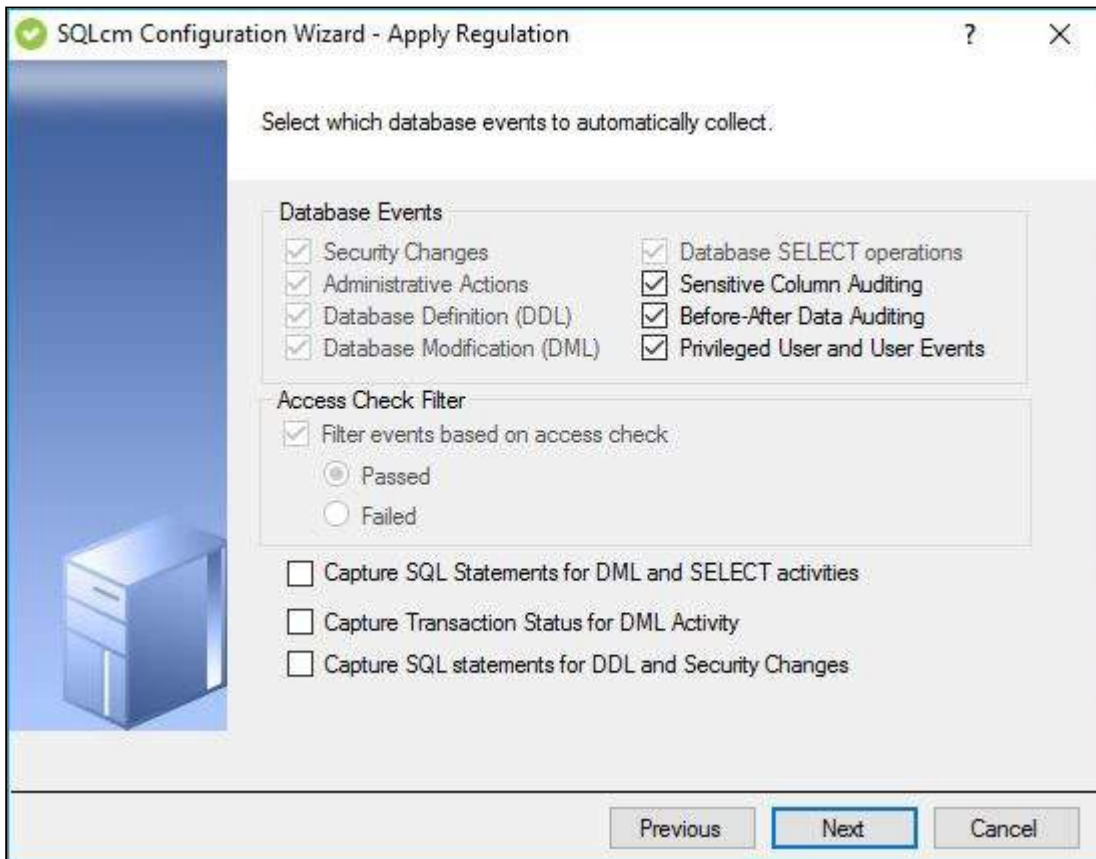 SQLcm Configuration Wizard - Apply Regulation
?
Select which database events to automatically collect.
Database Events
Security Changes
Administrative Actions
Database Definition (DDL)
Database Modification (DML)
Database SELECT operations
Sensitive Column Auditing
Before-After Data Auditing
Privileged User and User Events
Access Check Filter
Filter events based on access check
Passed
Failed
Capture SQL Statements for DML and SELECT activities
Capture Transaction Status for DML Activity
Capture SQL statements for DDL and Security Changes
Previous
Next
Cancel